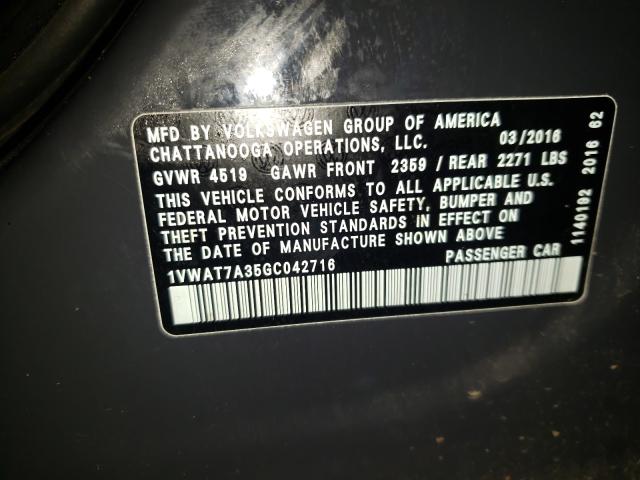 MFD BY VOLKSWAGEN GROUP OF AMERICA
CHATTANOOGA OPERATIONS, LLC. 03/2016
GVWR 4519 GAWR FRONT 2359 / REAR 2271 LBS
THIS VEHICLE CONFORMS TO ALL APPLICABLE U.S.
FEDERAL MOTOR VEHICLE SAFETY, BUMPER AND
THEFT PREVENTION STANDARDS IN EFFECT ON
THE DATE OF MANUFACTURE SHOWN ABOVE
1VWAT7A35GC042716 PASSENGER CAR
1140192 2016 62